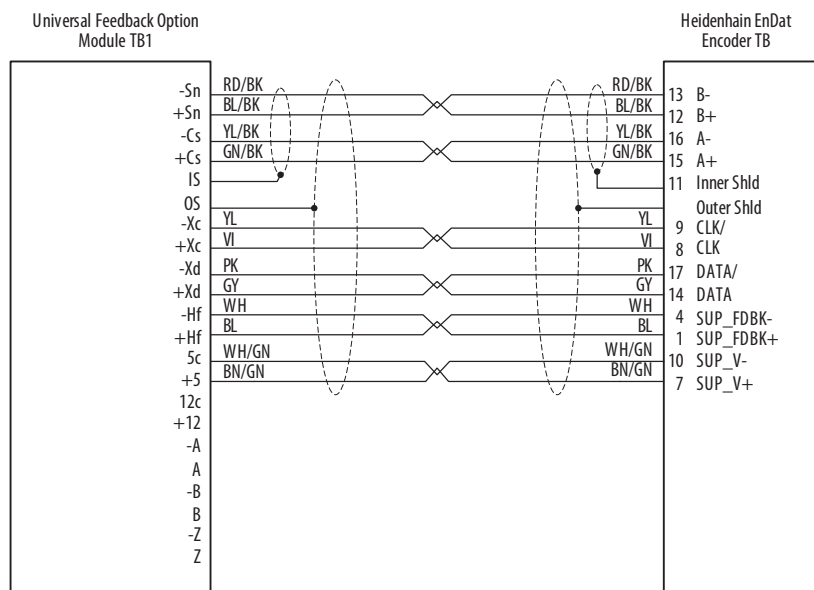 Universal Feedback Option
Module TB1
Heidenhain EnDat
Encoder TB
-Sn RD/BK RD/BK 13 B-
+Sn BL/BK BL/BK 12 B+
-Cs YL/BK YL/BK 16 A-
+Cs GN/BK GN/BK 15 A+
IS 11 Inner Shld
OS Outer Shld
-Xc YL YL 9 CLK/
+Xc VI VI 8 CLK
-Xd PK PK 17 DATA/
+Xd GY GY 14 DATA
-Hf WH WH 4 SUP_FDBK-
+Hf BL BL 1 SUP_FDBK+
5c WH/GN WH/GN 10 SUP_V-
+5 BN/GN BN/GN 7 SUP_V+
12c
+12
-A
A
-B
B
-Z
Z